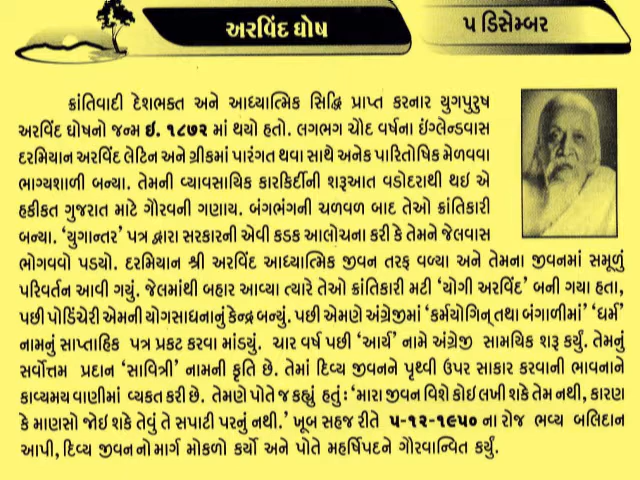 અરવિંદ ઘોષ
૫ ડિસેમ્બર
ક્રાંતિવાદી દેશભક્ત અને આધ્યાત્મિક સિદ્ધિ પ્રાપ્ત કરનાર યુગપુરુષ
અરવિંદ ઘોષનો જન્મ ઇ. ૧૮૭૨ માં થયો હતો. લગભગ ચૌદ વર્ષના ઇંગ્લેન્ડવાસ
દરમિયાન અરવિંદ લેટિન અને ગ્રીકમાં પારંગત થવા સાથે અનેક પારિતોષિક મેળવવા
ભાગ્યશાળી બન્યા. તેમની વ્યાવસાયિક કારકિર્દીની શરૂઆત વડોદરાથી થઇ એ
હકીકત ગુજરાત માટે ગૌરવની ગણાય. બંગભંગની ચળવળ બાદ તેઓ ક્રાંતિકારી
બન્યા. ‘યુગાન્તર’ પત્ર દ્વારા સરકારની એવી કડક આલોચના કરી કે તેમને જેલવાસ
ભોગવવો પડયો. દરમિયાન શ્રી અરવિંદ આધ્યાત્મિક જીવન તરફ વળ્યા અને તેમના જીવનમાં સમૂળું
પરિવર્તન આવી ગયું. જેલમાંથી બહાર આવ્યા ત્યારે તેઓ ક્રાંતિકારી મટી ‘યોગી અરવિંદ’ બની ગયા હતા,
પછી પોંડિચેરી એમની યોગસાધનાનું કેન્દ્ર બન્યું. પછી એમણે અંગ્રેજીમાં ‘કર્મયોગિન્ તથા બંગાળીમાં’ ‘ધર્મ’
નામનું સાપ્તાહિક પત્ર પ્રકટ કરવા માંડયું. ચાર વર્ષ પછી ‘આર્ય’ નામે અંગ્રેજી સામયિક શરૂ કર્યું. તેમનું
સર્વોત્તમ પ્રદાન ‘સાવિત્રી’ નામની કૃતિ છે. તેમાં દિવ્ય જીવનને પૃથ્વી ઉપર સાકાર કરવાની ભાવનાને
કાવ્યમય વાણીમાં વ્યકત કરી છે. તેમણે પોતે જ કહ્યું હતું : ‘મારા જીવન વિશે કોઇ લખી શકે તેમ નથી, કારણ
કે માણસો જોઇ શકે તેવું તે સપાટી પરનું નથી.’ ખૂબ સહજ રીતે ૫-૧૨-૧૯૫૦ ના રોજ ભવ્ય બલિદાન
આપી, દિવ્ય જીવનનો માર્ગ મોકળો કર્યો અને પોતે મહર્ષિપદને ગૌરવાન્વિત કર્યું.